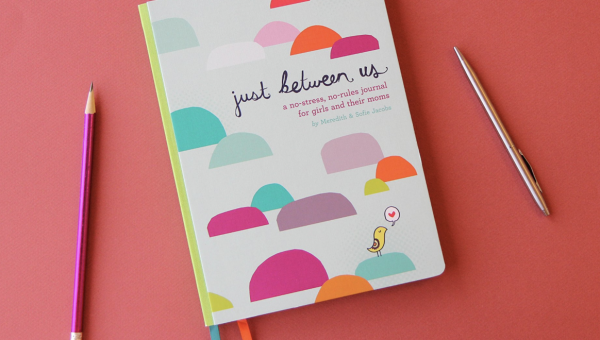 just between us
a no-stress, no-rules journal
for girls and their moms
by Meredith & Sofie Jacobs